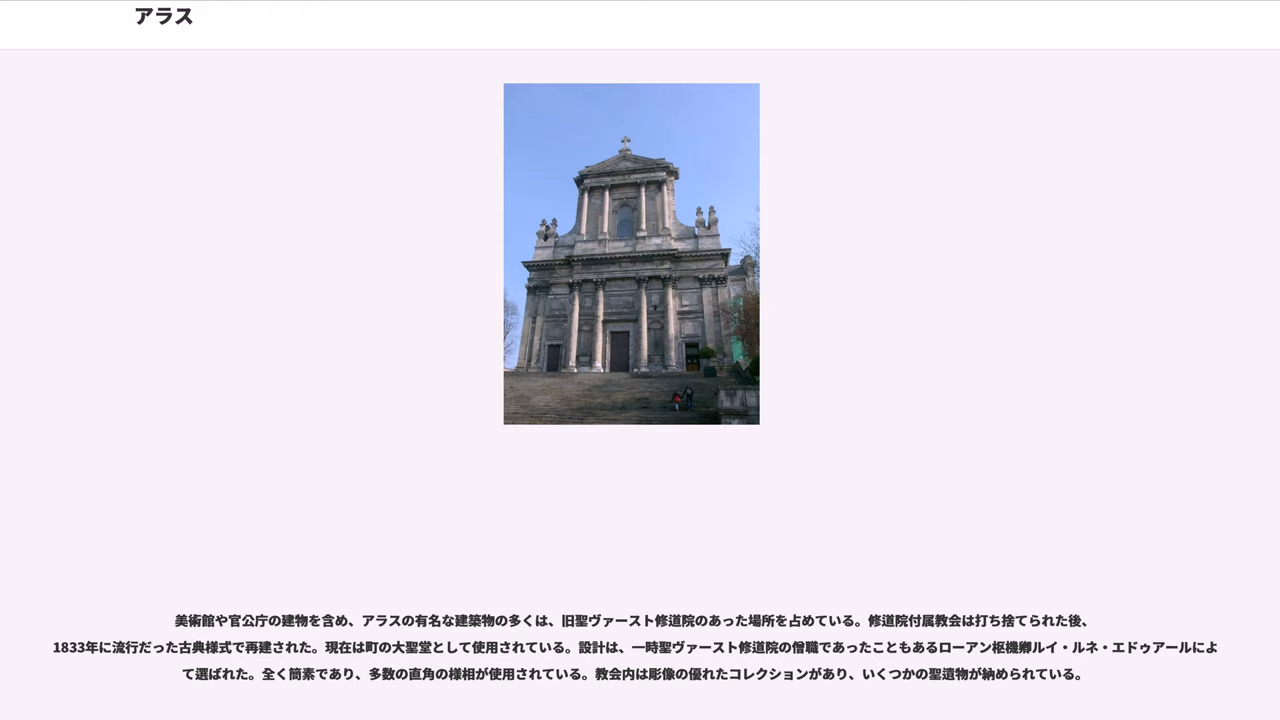 アラス
美術館や官公庁の建物を含め、アラスの有名な建築物の多くは、旧聖ヴァースト修道院のあった場所を占めている。修道院付属教会は打ち捨てられた後、
1833年に流行だった古典様式で再建された。現在は町の大聖堂として使用されている。設計は、一時聖ヴァースト修道院の僧職であったこともあるローアン枢機卿ルイ・ルネ・エドゥアールによ
て選ばれた。全く簡素であり、多数の直角の様相が使用されている。教会内は彫像の優れたコレクションがあり、いくつかの聖遺物が納められている。